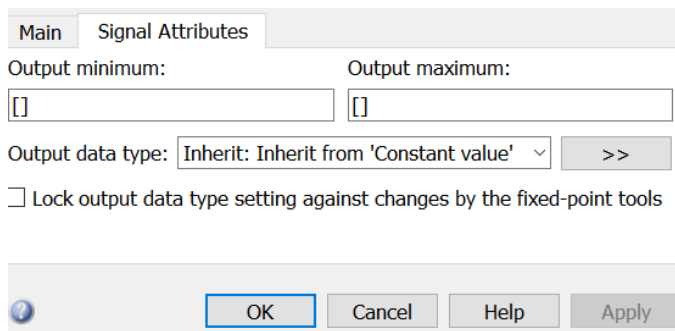 Main Signal Attributes
Output minimum: Output maximum:
[] []
Output data type: Inherit: Inherit from 'Constant value' >>
Lock output data type setting against changes by the fixed-point tools
? OK Cancel Help Apply